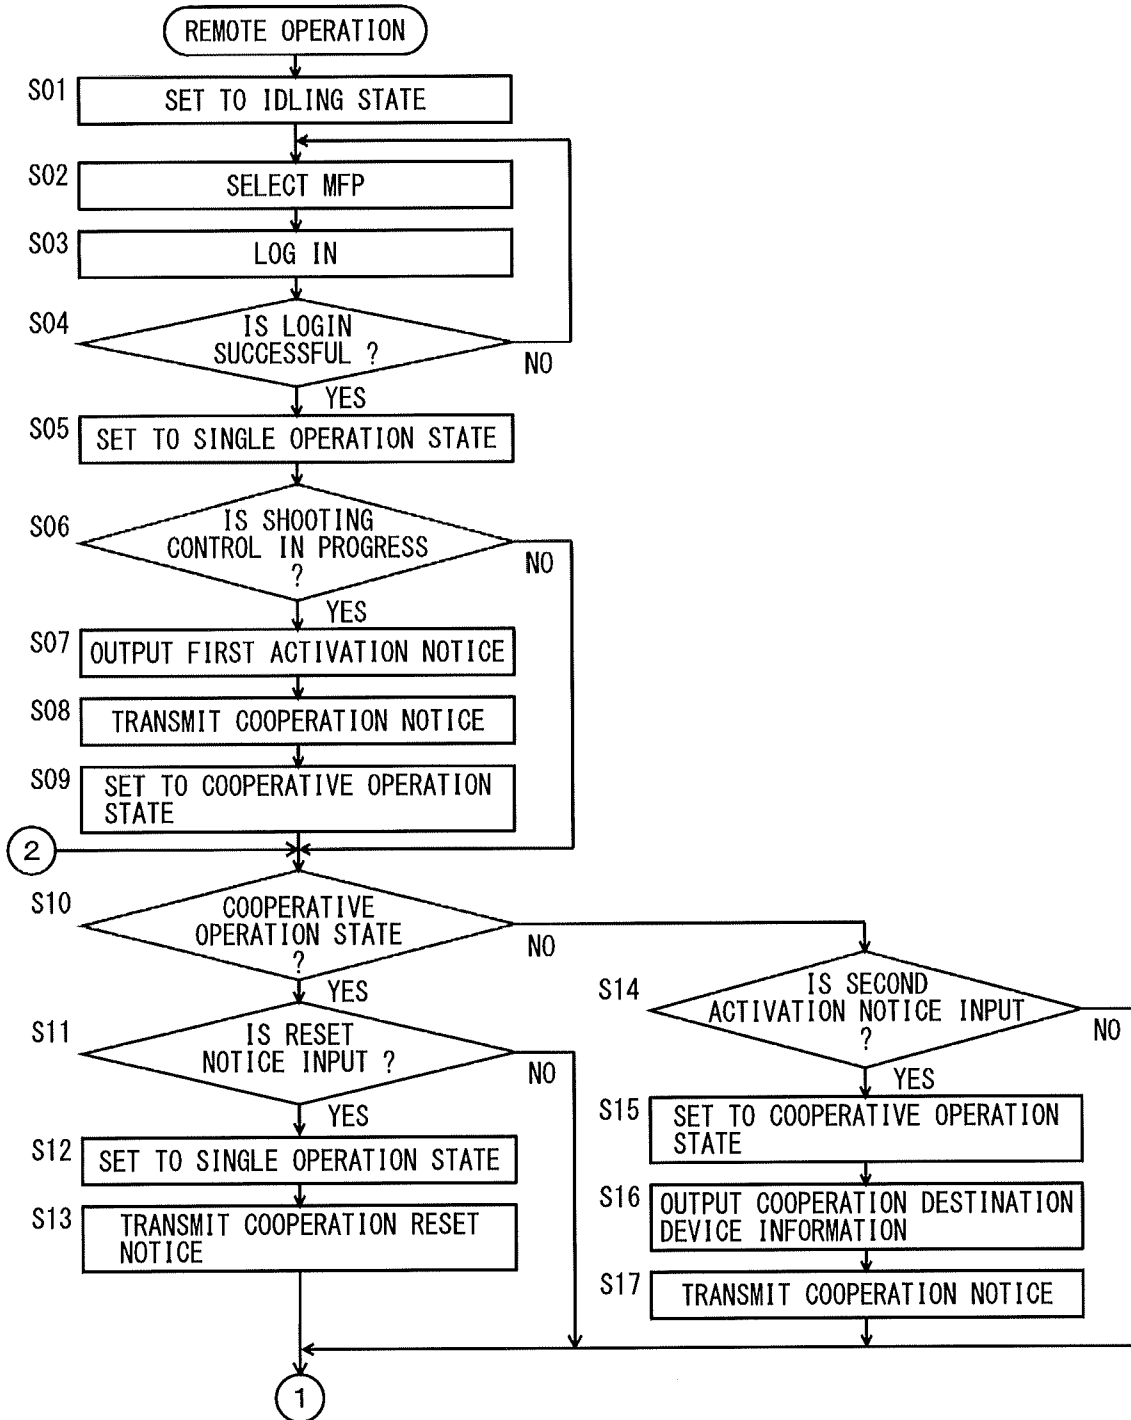 REMOTE OPERATION
S01
SET TO IDLING STATE
S02
SELECT MFP
S03
LOG IN
S04
IS LOGIN
SUCCESSFUL ?
NO
YES
S05
SET TO SINGLE OPERATION STATE
S06
IS SHOOTING
CONTROL IN PROGRESS
?
NO
YES
S07
OUTPUT FIRST ACTIVATION NOTICE
S08
TRANSMIT COOPERATION NOTICE
S09
SET TO COOPERATIVE OPERATION
STATE
2
S10
COOPERATIVE
OPERATION STATE
?
NO
YES
S11
IS RESET
NOTICE INPUT ?
NO
YES
S12
SET TO SINGLE OPERATION STATE
S13
TRANSMIT COOPERATION RESET
NOTICE
S14
IS SECOND
ACTIVATION NOTICE INPUT
?
NO
YES
S15
SET TO COOPERATIVE OPERATION
STATE
S16
OUTPUT COOPERATION DESTINATION
DEVICE INFORMATION
S17
TRANSMIT COOPERATION NOTICE
1